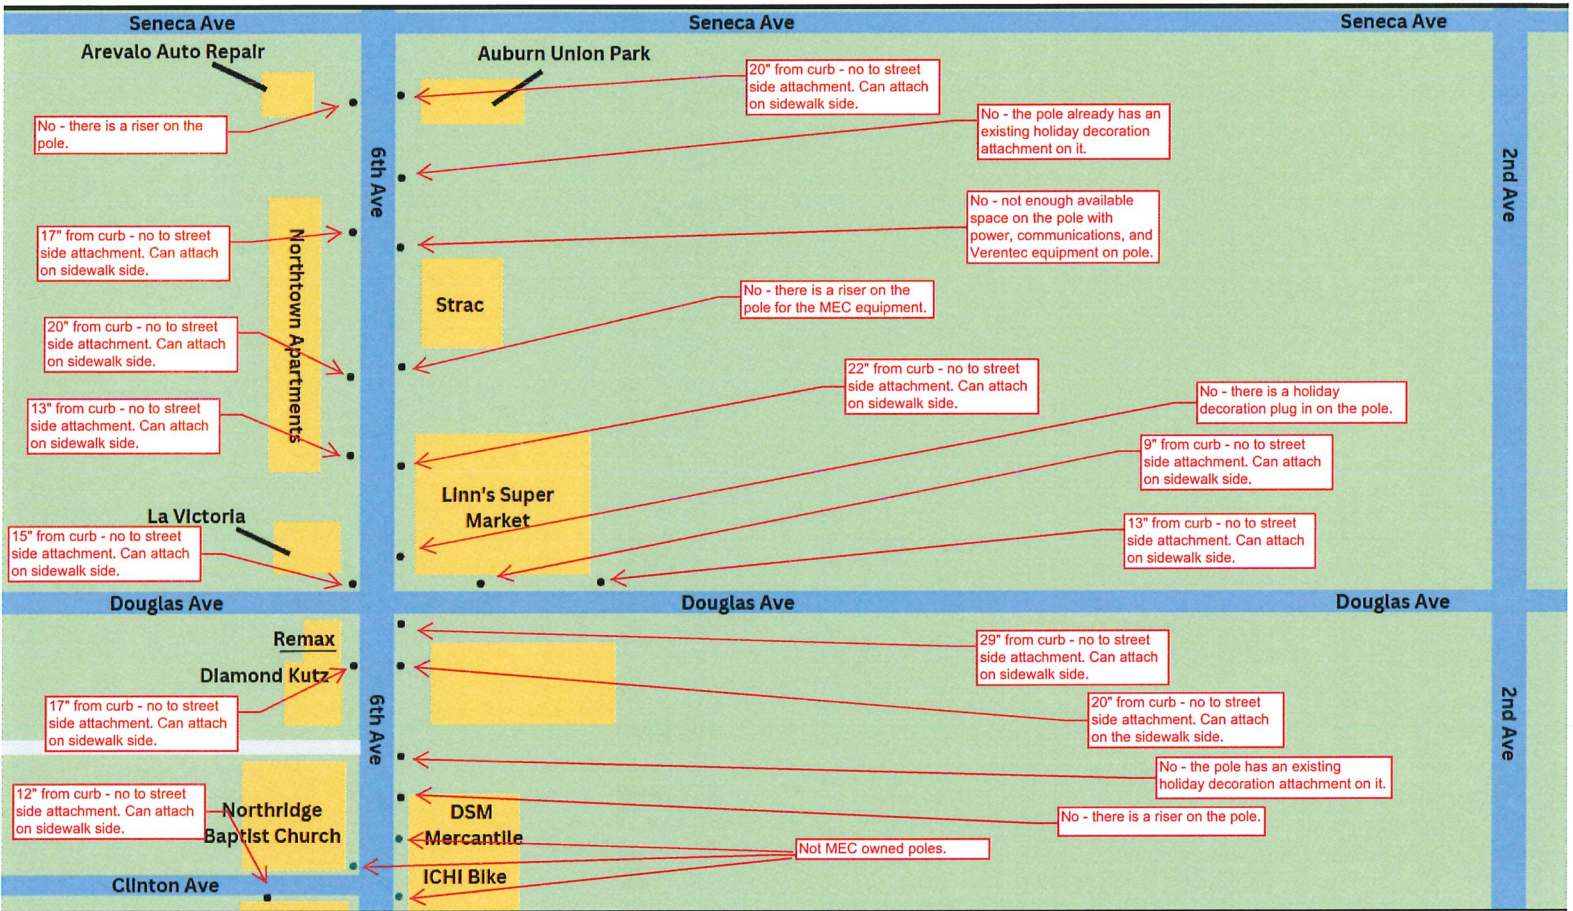 Seneca Ave
Seneca Ave
Seneca Ave
Arevalo Auto Repair
Auburn Union Park
20" from curb - no to street
side attachment. Can attach
on sidewalk side.
No - there is a riser on the
pole.
No - the pole already has an
existing holiday decoration
attachment on it.
6th Ave
2nd Ave
No - not enough available
space on the pole with
power, communications, and
Verentec equipment on pole.
17" from curb - no to street
side attachment. Can attach
on sidewalk side.
Northtown Apartments
Strac
No - there is a riser on the
pole for the MEC equipment.
20" from curb - no to street
side attachment. Can attach
on sidewalk side.
22" from curb - no to street
side attachment. Can attach
on sidewalk side.
No - there is a holiday
decoration plug in on the pole.
13" from curb - no to street
side attachment. Can attach
on sidewalk side.
9" from curb - no to street
side attachment. Can attach
on sidewalk side.
Linn's Super
Market
La Victoria
13" from curb - no to street
side attachment. Can attach
on sidewalk side.
15" from curb - no to street
side attachment. Can attach
on sidewalk side.
Douglas Ave
Douglas Ave
Douglas Ave
Remax
Diamond Kutz
29" from curb - no to street
side attachment. Can attach
on sidewalk side.
17" from curb - no to street
side attachment. Can attach
on sidewalk side.
6th Ave
20" from curb - no to street
side attachment. Can attach
on the sidewalk side.
2nd Ave
No - the pole has an existing
holiday decoration attachment on it.
12" from curb - no to street
side attachment. Can attach
on sidewalk side.
Northridge
Baptist Church
DSM
Mercantile
No - there is a riser on the pole.
Not MEC owned poles.
ICHI Bike
Clinton Ave